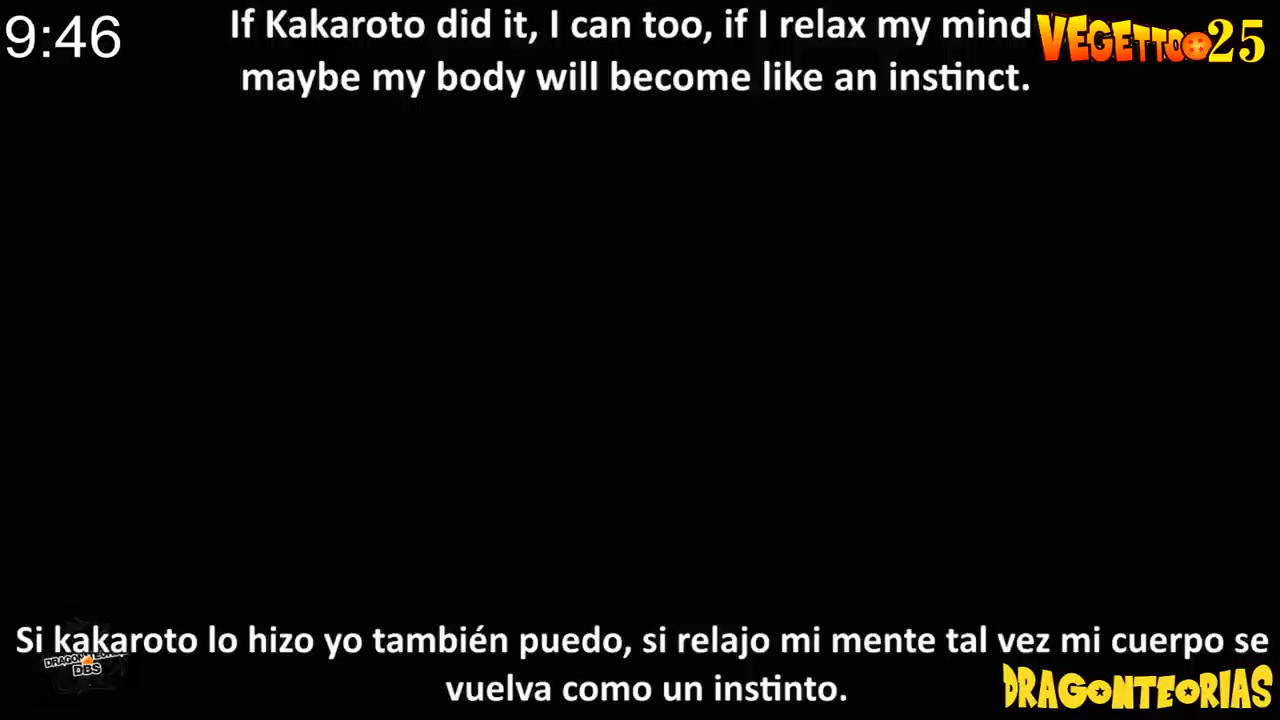 9:46
If Kakaroto did it, I can too, if I relax my mind
maybe my body will become like an instinct.
VEGETTO 25
Si kakaroto lo hizo yo también puedo, si relajo mi mente tal vez mi cuerpo se
vuelva como un instinto.
DBS
DRAGONTEORIAS